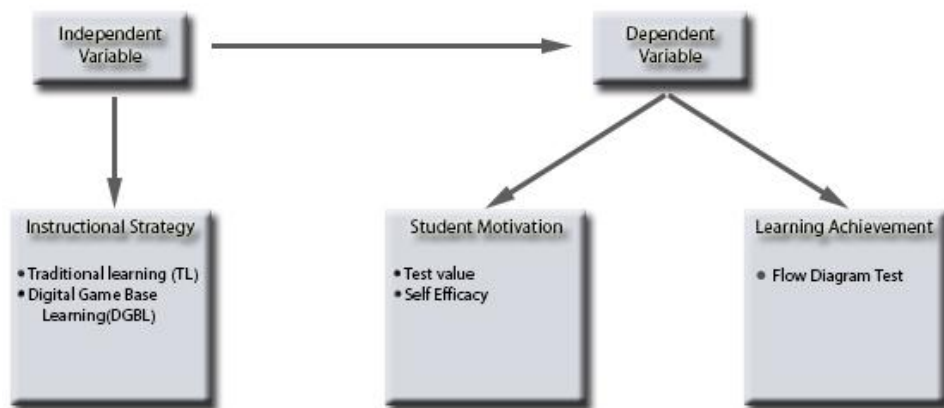 Independent
Variable
Dependent
Variable
Instructional Strategy
• Traditional learning (TL)
• Digital Game Base
Learning(DGBL)
Student Motivation
• Test value
• Self Efficacy
Learning Achievement
• Flow Diagram Test